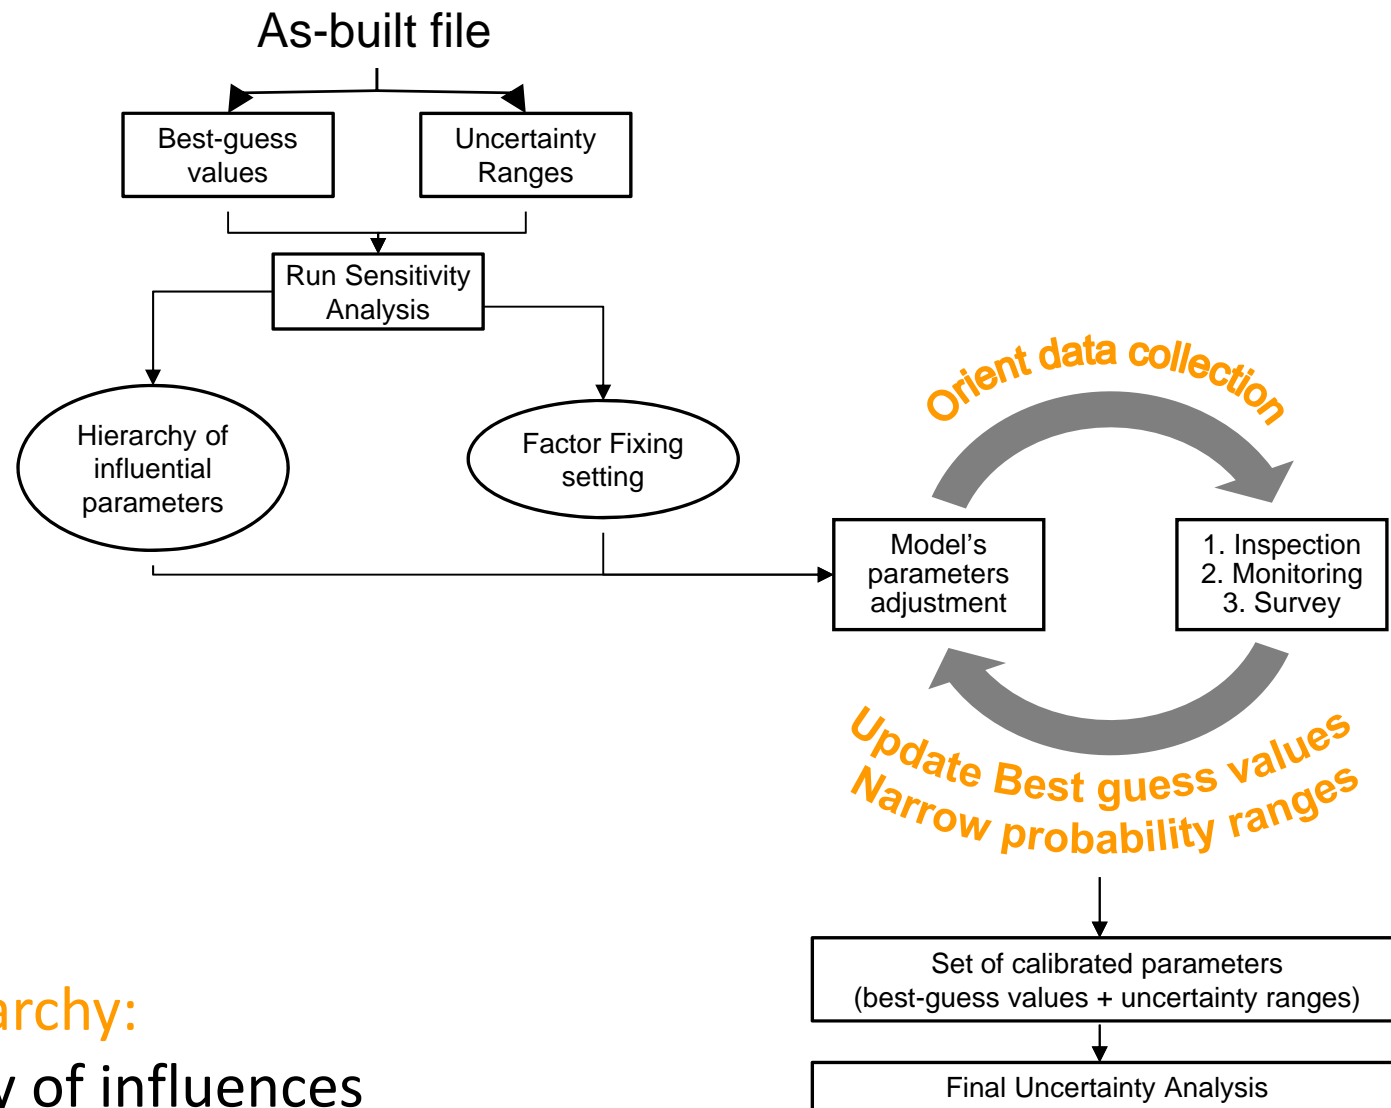 As-built file
Best-guess
values
Uncertainty
Ranges
Run Sensitivity
Analysis
Hierarchy of
influential
parameters
Factor Fixing
setting
Orient data collection
Model's
parameters
adjustment
1. Inspection
2. Monitoring
3. Survey
Update Best guess values
Narrow probability ranges
Set of calibrated parameters
(best-guess values + uncertainty ranges)
Final Uncertainty Analysis
archy:
y of influences